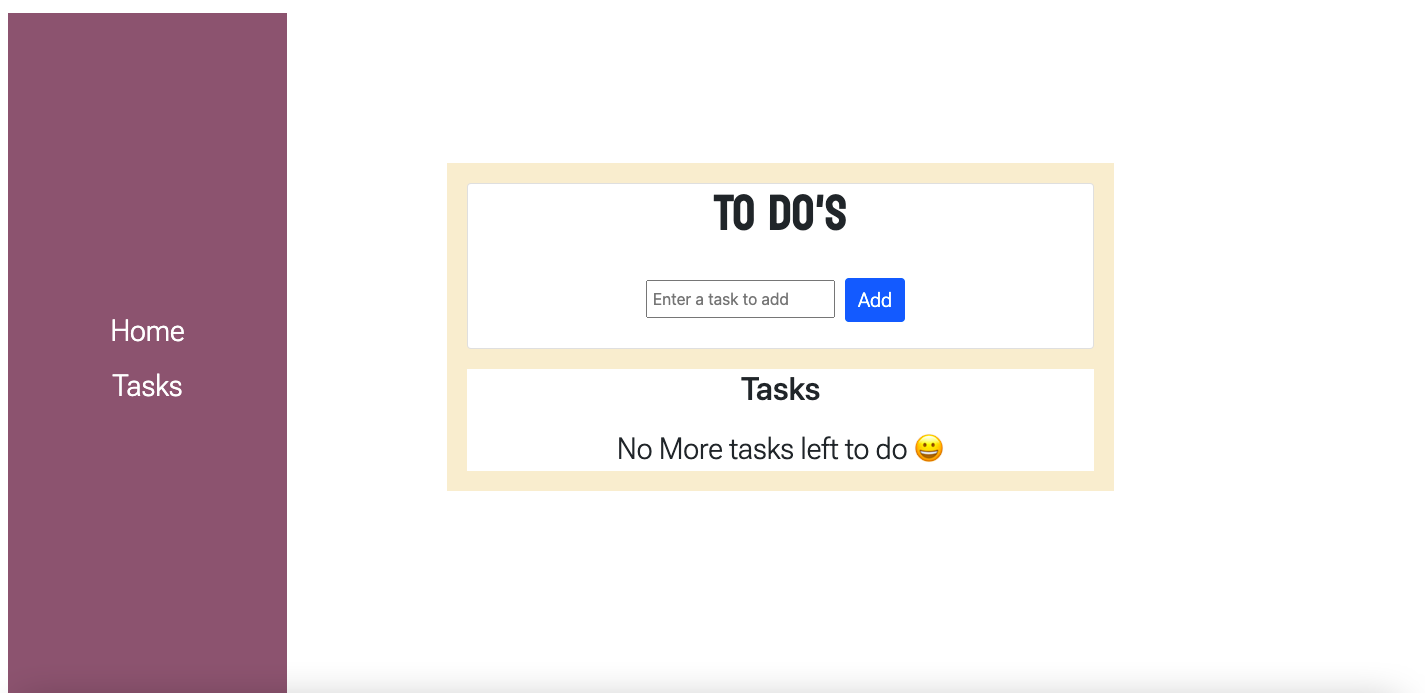 Home
Tasks
TO DO'S
Enter a task to add
Add
Tasks
No More tasks left to do 😀